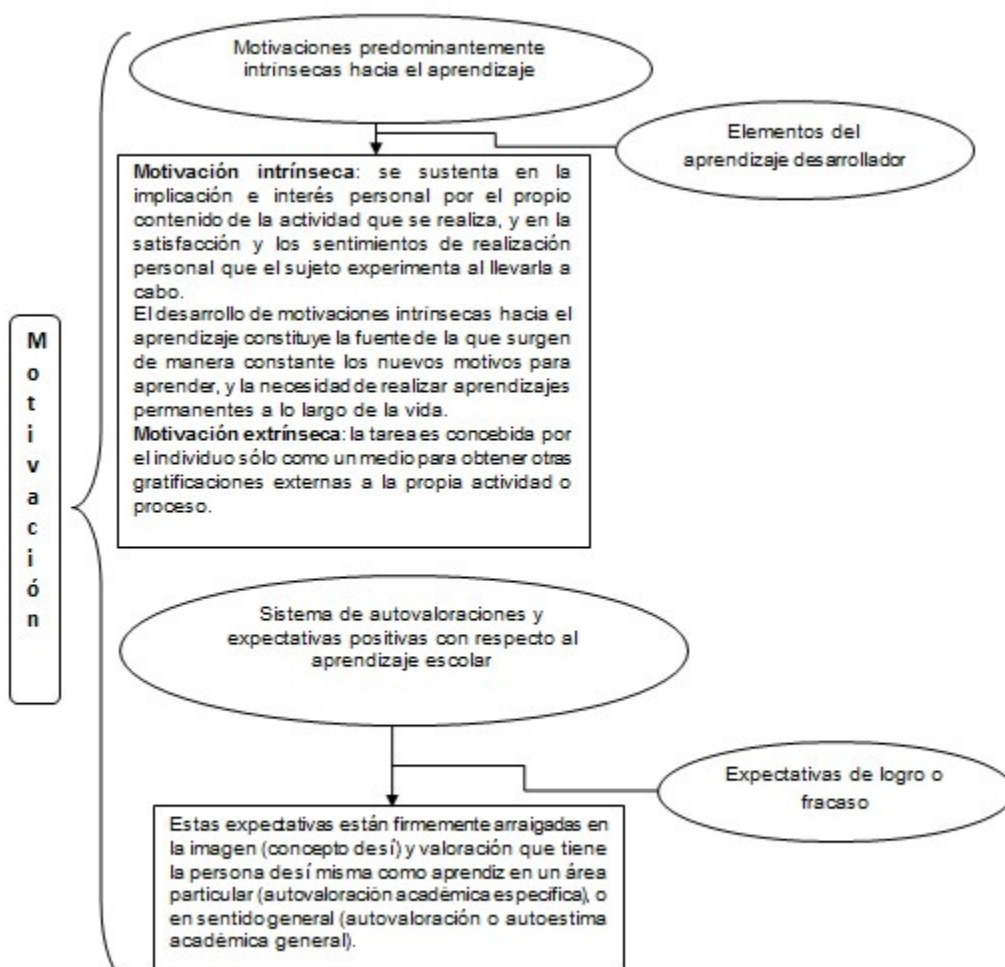 Motivación
Motivaciones predominantemente
intrínsecas hacia el aprendizaje
Elementos del
aprendizaje desarrollador
Motivación intrínseca: se sustenta en la
implicación e interés personal por el propio
contenido de la actividad que se realiza, y en la
satisfacción y los sentimientos de realización
personal que el sujeto experimenta al llevarla a
cabo.
El desarrollo de motivaciones intrínsecas hacia el
aprendizaje constituye la fuente de la que surgen
de manera constante los nuevos motivos para
aprender, y la necesidad de realizar aprendizajes
permanentes a lo largo de la vida.
Motivación extrínseca: la tarea es concebida por
el individuo sólo como un medio para obtener otras
gratificaciones externas a la propia actividad o
proceso.
Sistema de autovaloraciones y
expectativas positivas con respecto al
aprendizaje escolar
Expectativas de logro o
fracaso
Estas expectativas están firmemente arraigadas en
la imagen (concepto de sí) y valoración que tiene
la persona de sí misma como aprendiz en un área
particular (autovaloración académica específica), o
en sentido general (autovaloración o autoestima
académica general).